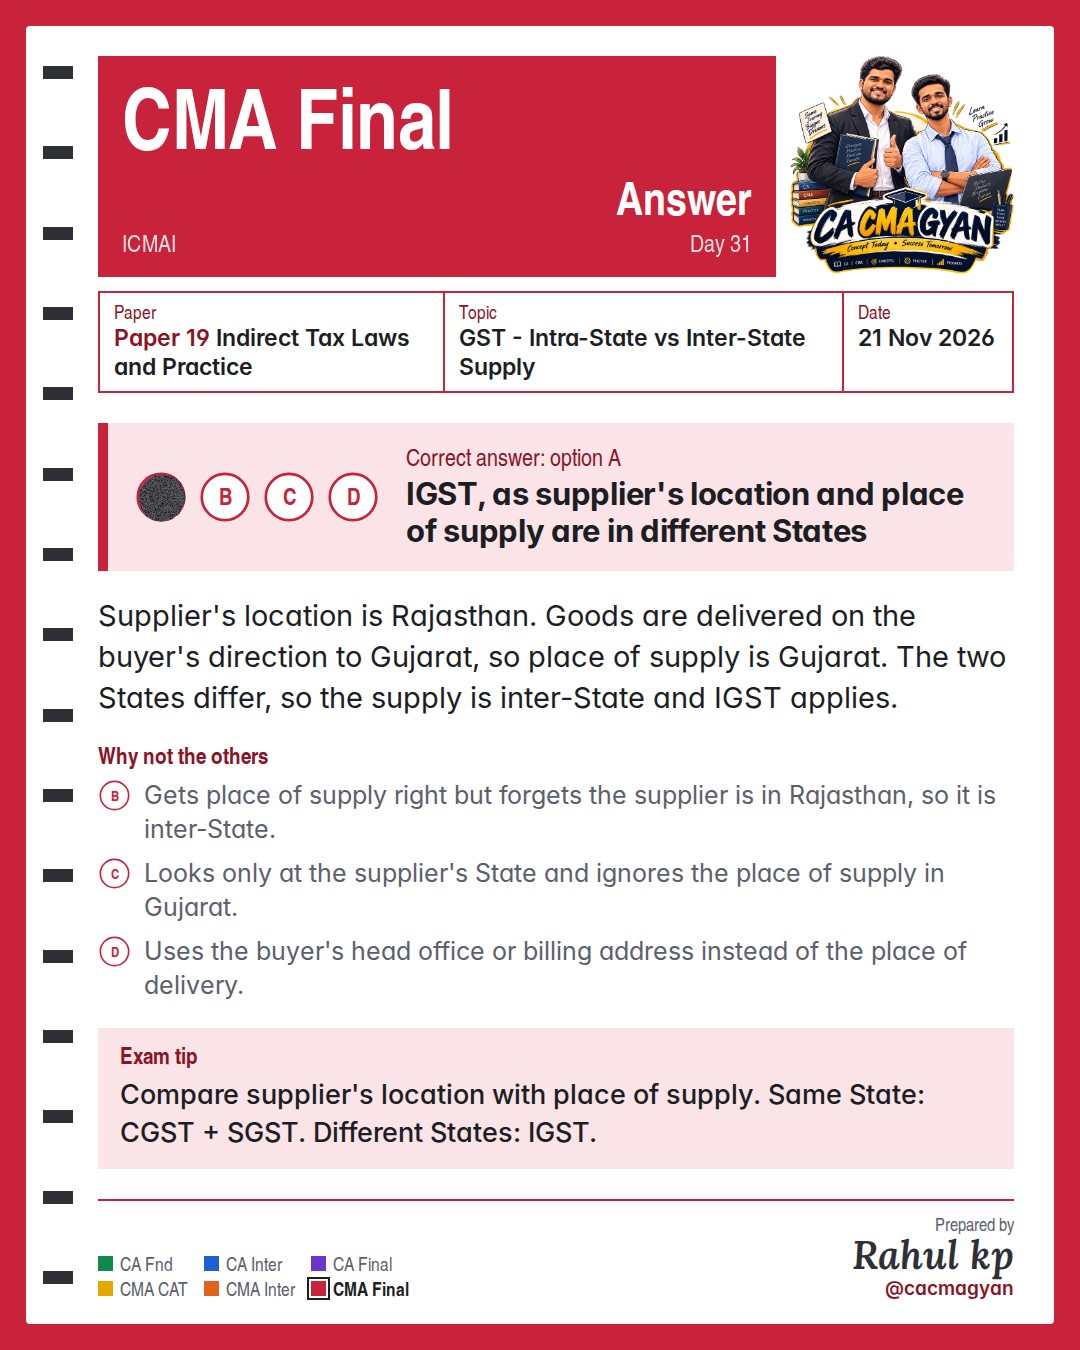 CMA Final
Answer
ICMAI
Day 31
Learn
Practice
Grow
CA
CMA
CA CMA GYAN
Concept Today • Success Tomorrow
Paper
Paper 19 Indirect Tax Laws
and Practice
Topic
GST - Intra-State vs Inter-State
Supply
Date
21 Nov 2026
B
C
D
Correct answer: option A
IGST, as supplier's location and place
of supply are in different States
Supplier's location is Rajasthan. Goods are delivered on the
buyer's direction to Gujarat, so place of supply is Gujarat. The two
States differ, so the supply is inter-State and IGST applies.
Why not the others
B Gets place of supply right but forgets the supplier is in Rajasthan, so it is
inter-State.
C Looks only at the supplier's State and ignores the place of supply in
Gujarat.
D Uses the buyer's head office or billing address instead of the place of
delivery.
Exam tip
Compare supplier's location with place of supply. Same State:
CGST + SGST. Different States: IGST.
Prepared by
Rahul kp
@cacmagyan
CA Fnd
CA Inter
CA Final
CMA CAT
CMA Inter
CMA Final